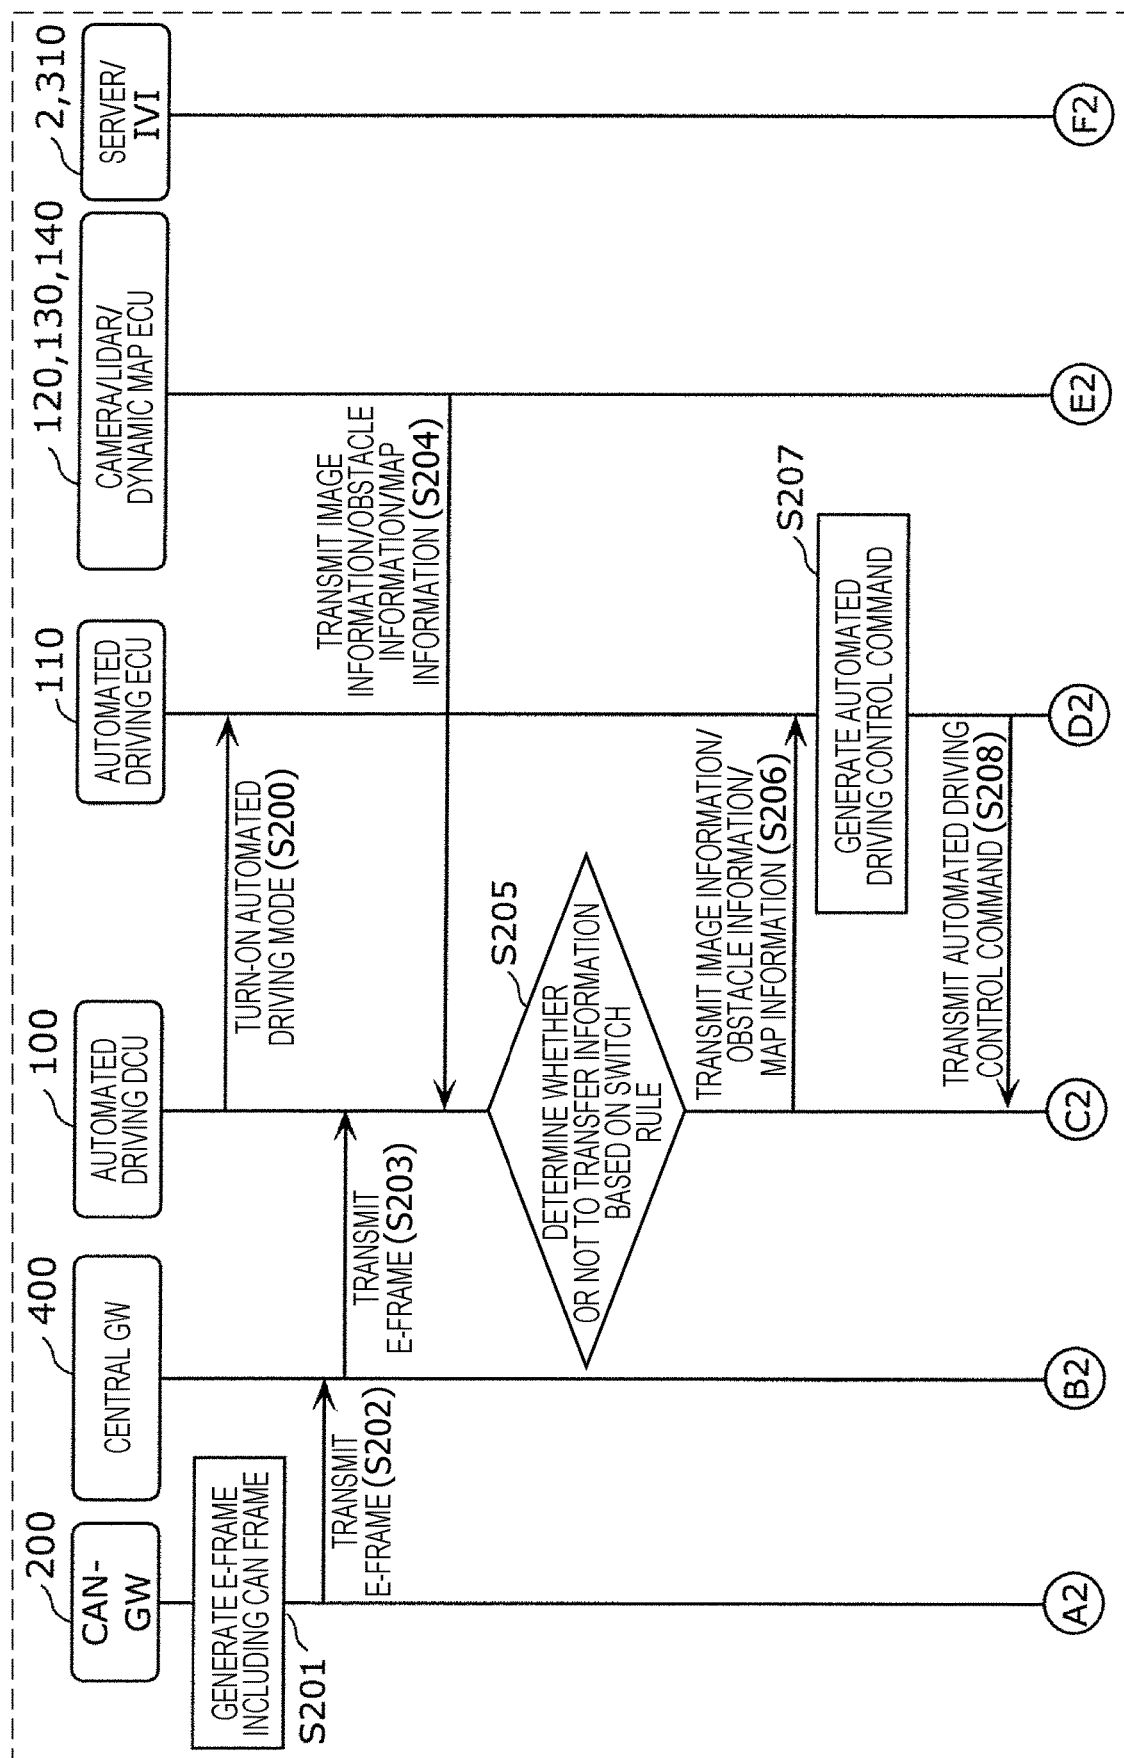 200
CAN-
GW
400
CENTRAL GW
100
AUTOMATED
DRIVING DCU
110
AUTOMATED
DRIVING ECU
120,130,140
CAMERA/LIDAR/
DYNAMIC MAP ECU
2,310
SERVER/
IVI
TURN-ON AUTOMATED
DRIVING MODE (S200)
GENERATE E-FRAME
INCLUDING CAN FRAME
S201
TRANSMIT
E-FRAME (S202)
TRANSMIT
E-FRAME (S203)
TRANSMIT IMAGE
INFORMATION/OBSTACLE
INFORMATION/MAP
INFORMATION (S204)
S205
DETERMINE WHETHER
OR NOT TO TRANSFER INFORMATION
BASED ON SWITCH
RULE
TRANSMIT IMAGE INFORMATION/
OBSTACLE INFORMATION/
MAP INFORMATION (S206)
S207
GENERATE AUTOMATED
DRIVING CONTROL COMMAND
TRANSMIT AUTOMATED DRIVING
CONTROL COMMAND (S208)
A2
B2
C2
D2
E2
F2